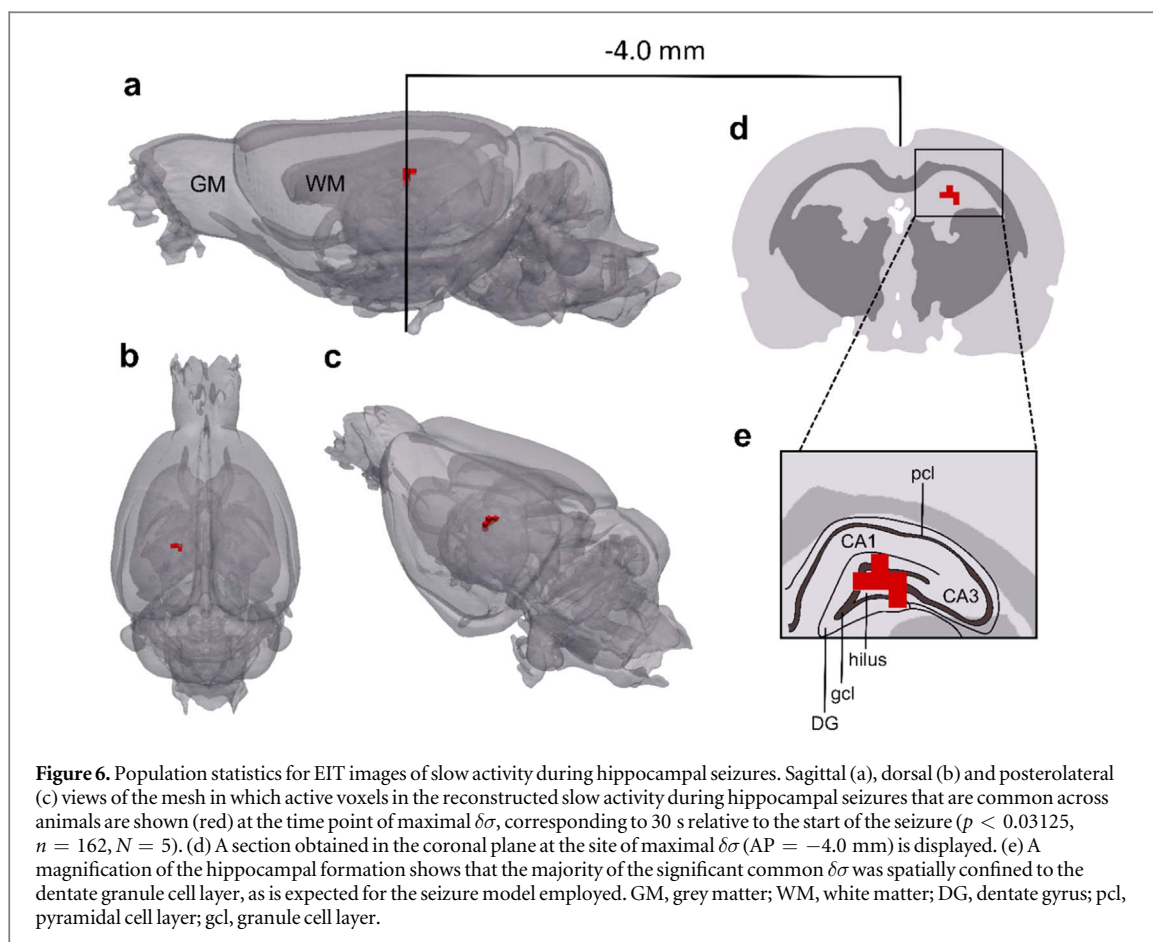 -4.0 mm
a
d
GM
WM
b
c
e
pcl
CA1
CA3
hilus
gcl
DG
Figure 6. Population statistics for EIT images of slow activity during hippocampal seizures. Sagittal (a), dorsal (b) and posterolateral
(c) views of the mesh in which active voxels in the reconstructed slow activity during hippocampal seizures that are common across
animals are shown (red) at the time point of maximal δσ, corresponding to 30 s relative to the start of the seizure (p < 0.03125,
n = 162, N = 5). (d) A section obtained in the coronal plane at the site of maximal δσ (AP = −4.0 mm) is displayed. (e) A
magnification of the hippocampal formation shows that the majority of the significant common δσ was spatially confined to the
dentate granule cell layer, as is expected for the seizure model employed. GM, grey matter; WM, white matter; DG, dentate gyrus; pcl,
pyramidal cell layer; gcl, granule cell layer.